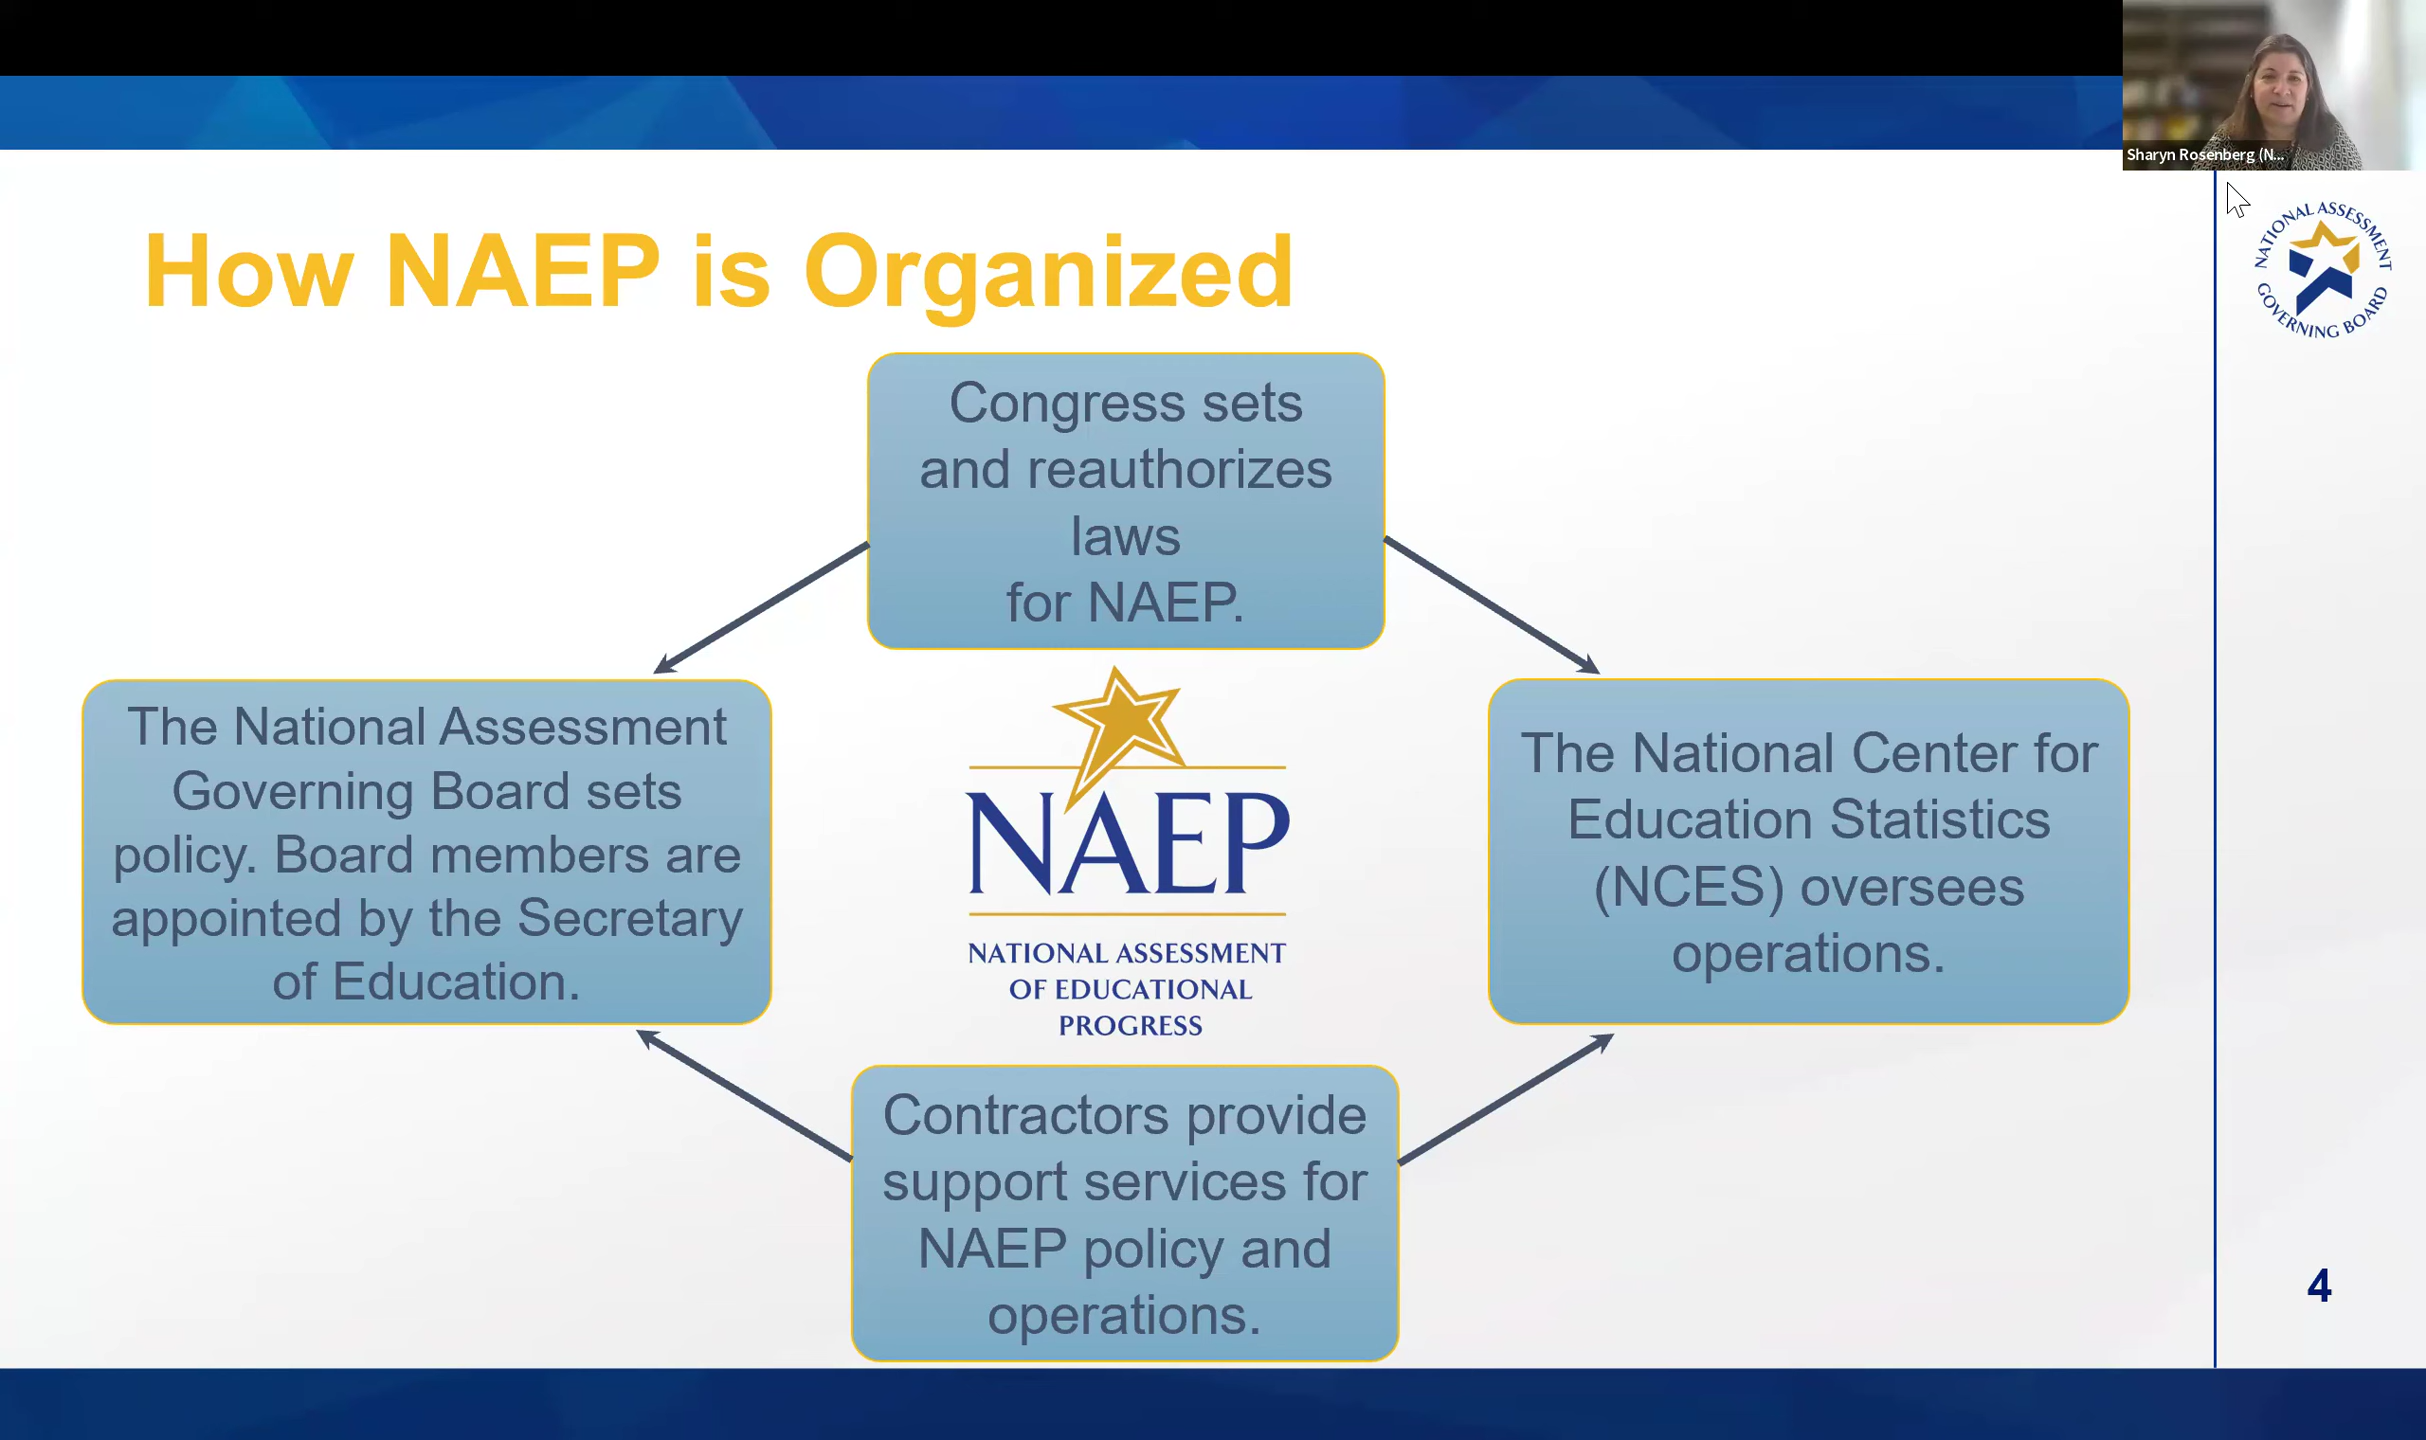 Sharyn Rosenberg (N...
NATIONAL ASSESSMENT
GOVERNING BOARD
How NAEP is Organized
Congress sets
and reauthorizes
laws
for NAEP.
The National Assessment
Governing Board sets
policy. Board members are
appointed by the Secretary
of Education.
NAEP
NATIONAL ASSESSMENT
OF EDUCATIONAL
PROGRESS
The National Center for
Education Statistics
(NCES) oversees
operations.
Contractors provide
support services for
NAEP policy and
operations.
4